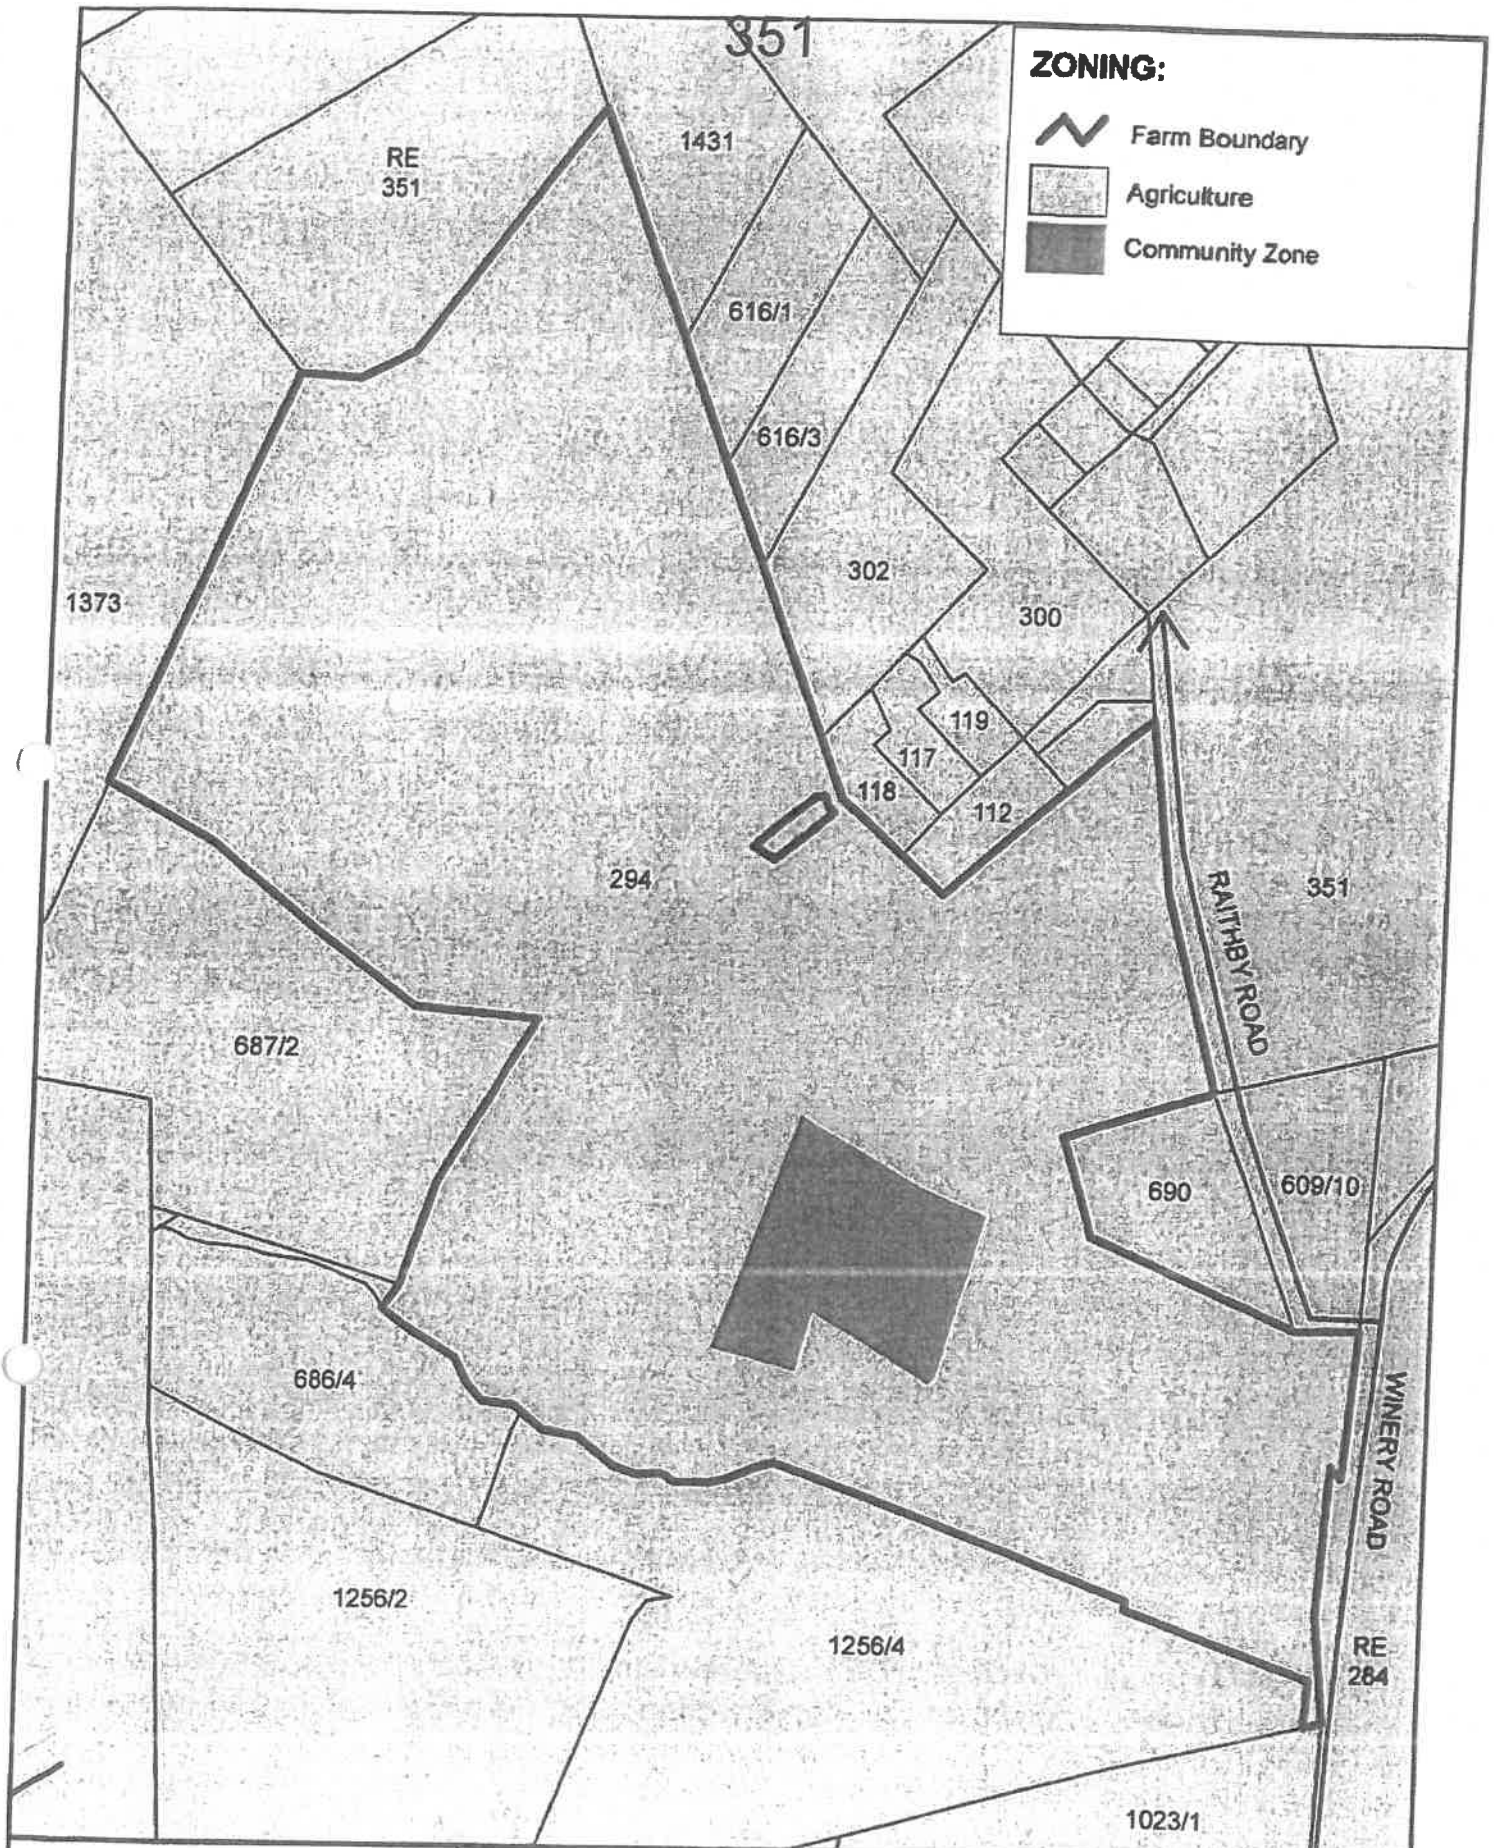 351
ZONING:
Farm Boundary
Agriculture
Community Zone
1431
RE
351
616/1
616/3
302
1373
300
119
117
118
112
294
351
RAITHBY ROAD
687/2
690
609/10
686/4
WINERY ROAD
1256/2
1256/4
RE
284
1023/1